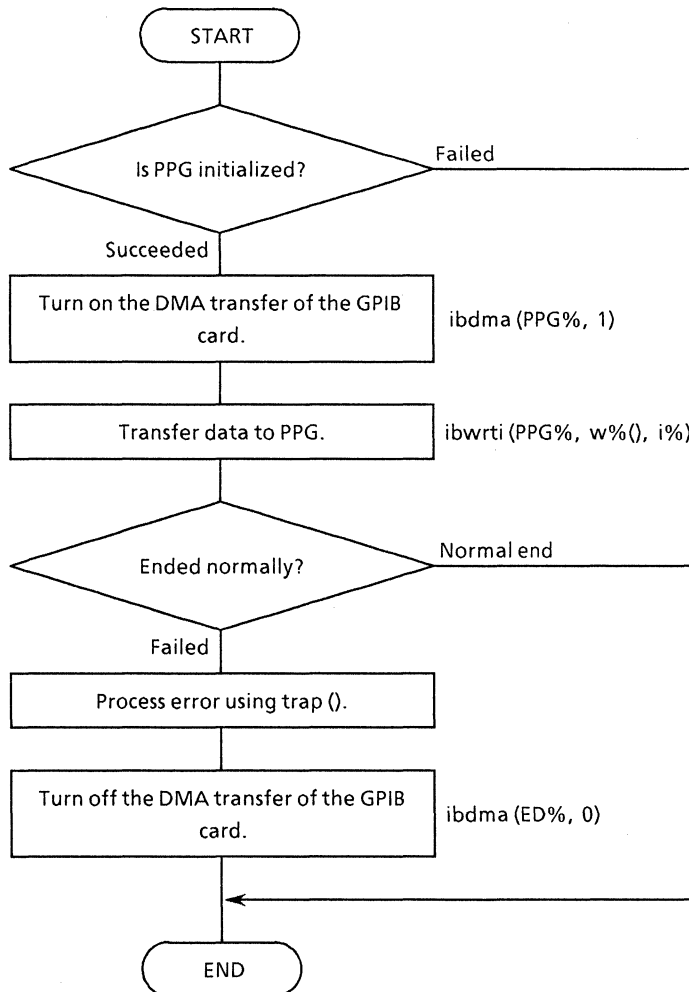 START
Is PPG initialized?
Failed
Succeeded
Turn on the DMA transfer of the GPIB
card.
ibdma (PPG%, 1)
Transfer data to PPG.
ibwrti (PPG%, w%(), i%)
Ended normally?
Normal end
Failed
Process error using trap ().
Turn off the DMA transfer of the GPIB
card.
ibdma (ED%, 0)
END